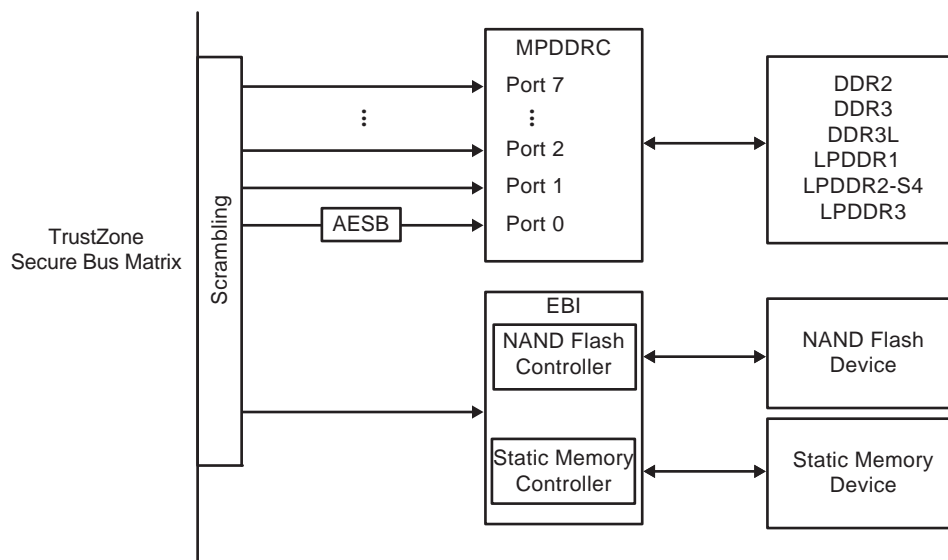 MPDDRC
Port 7
⋮
⋮
Port 2
Port 1
Port 0
AESB
DDR2
DDR3
DDR3L
LPDDR1
LPDDR2-S4
LPDDR3
TrustZone
Secure Bus Matrix
Scrambling
EBI
NAND Flash
Controller
Static Memory
Controller
NAND Flash
Device
Static Memory
Device